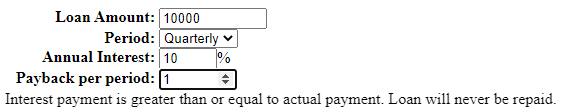 Loan Amount: 10000
Period: Quarterly
Annual Interest: 10 %
Payback per period: 1
Interest payment is greater than or equal to actual payment. Loan will never be repaid.